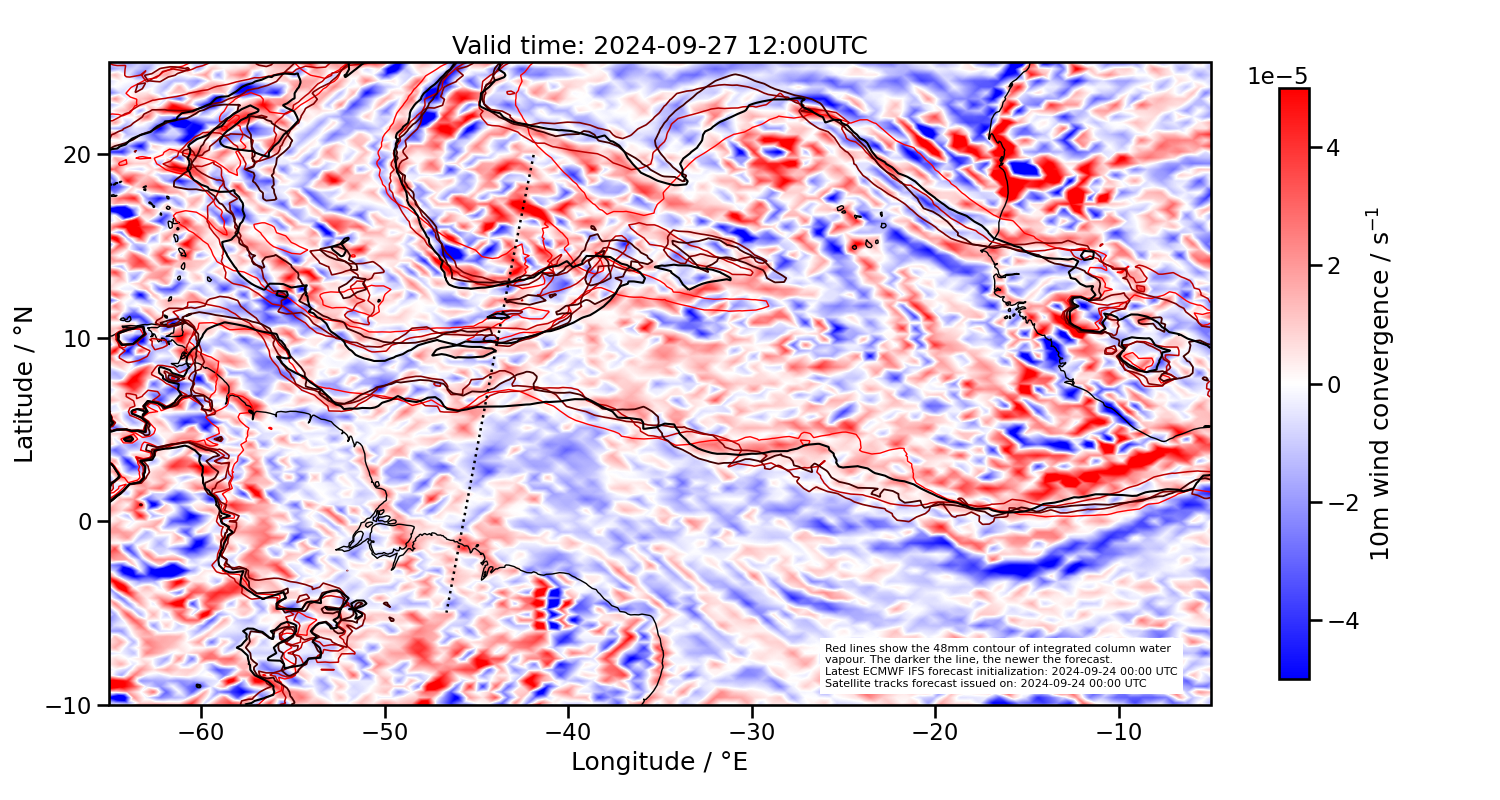 Valid time: 2024-09-27 12:00UTC
1e−5
20
10
0
−10
Latitude / °N
−60
−50
−40
−30
−20
−10
Longitude / °E
4
2
0
−2
−4
10m wind convergence / s⁻¹
Red lines show the 48mm contour of integrated column water
vapour. The darker the line, the newer the forecast.
Latest ECMWF IFS forecast initialization: 2024-09-24 00:00 UTC
Satellite tracks forecast issued on: 2024-09-24 00:00 UTC